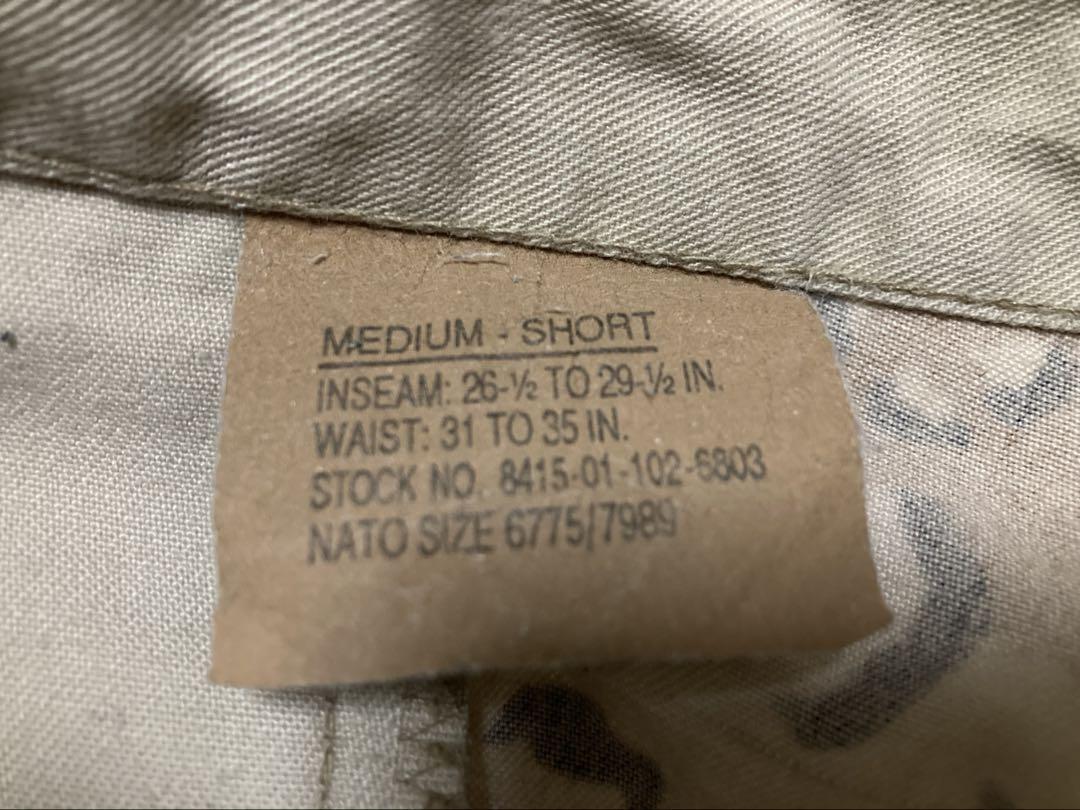 MEDIUM - SHORT
INSEAM: 26-½ TO 29-½ IN.
WAIST: 31 TO 35 IN.
STOCK NO. 8415-01-102-6803
NATO SIZE 6775/7989